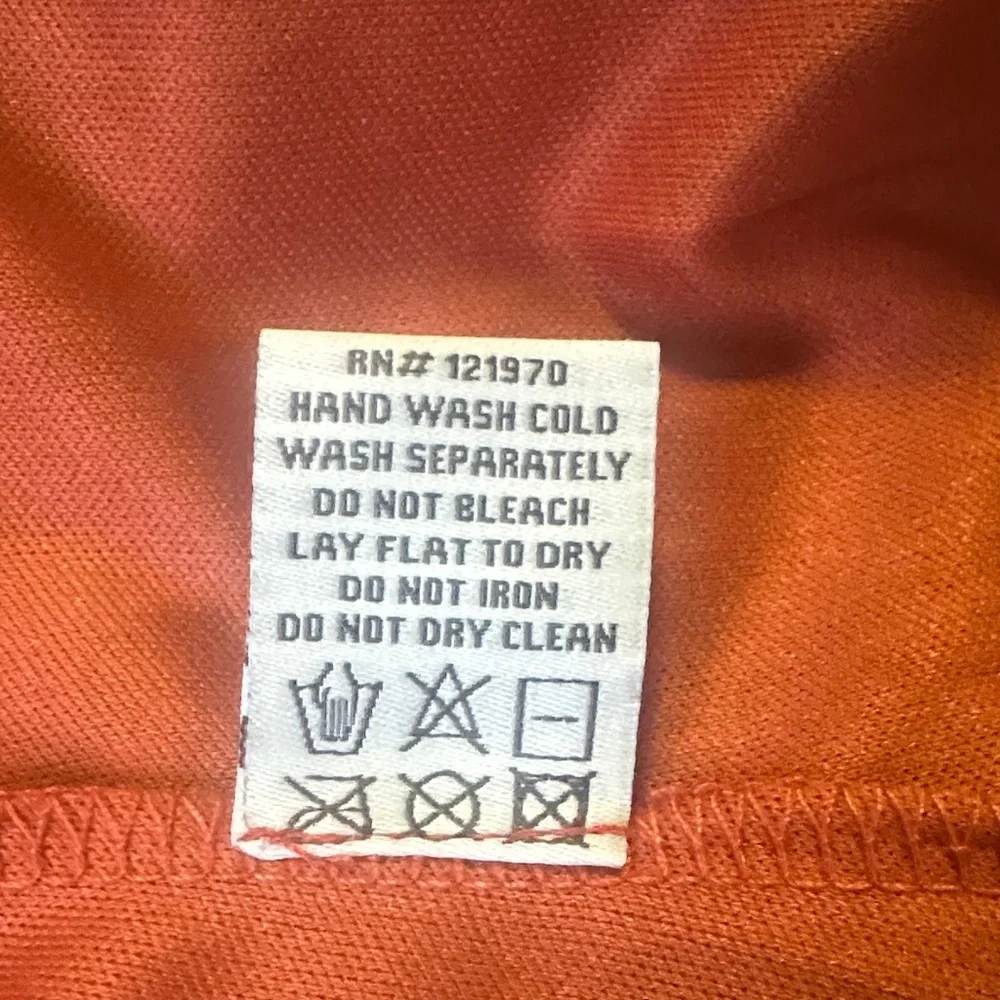 RN# 121970
HAND WASH COLD
WASH SEPARATELY
DO NOT BLEACH
LAY FLAT TO DRY
DO NOT IRON
DO NOT DRY CLEAN